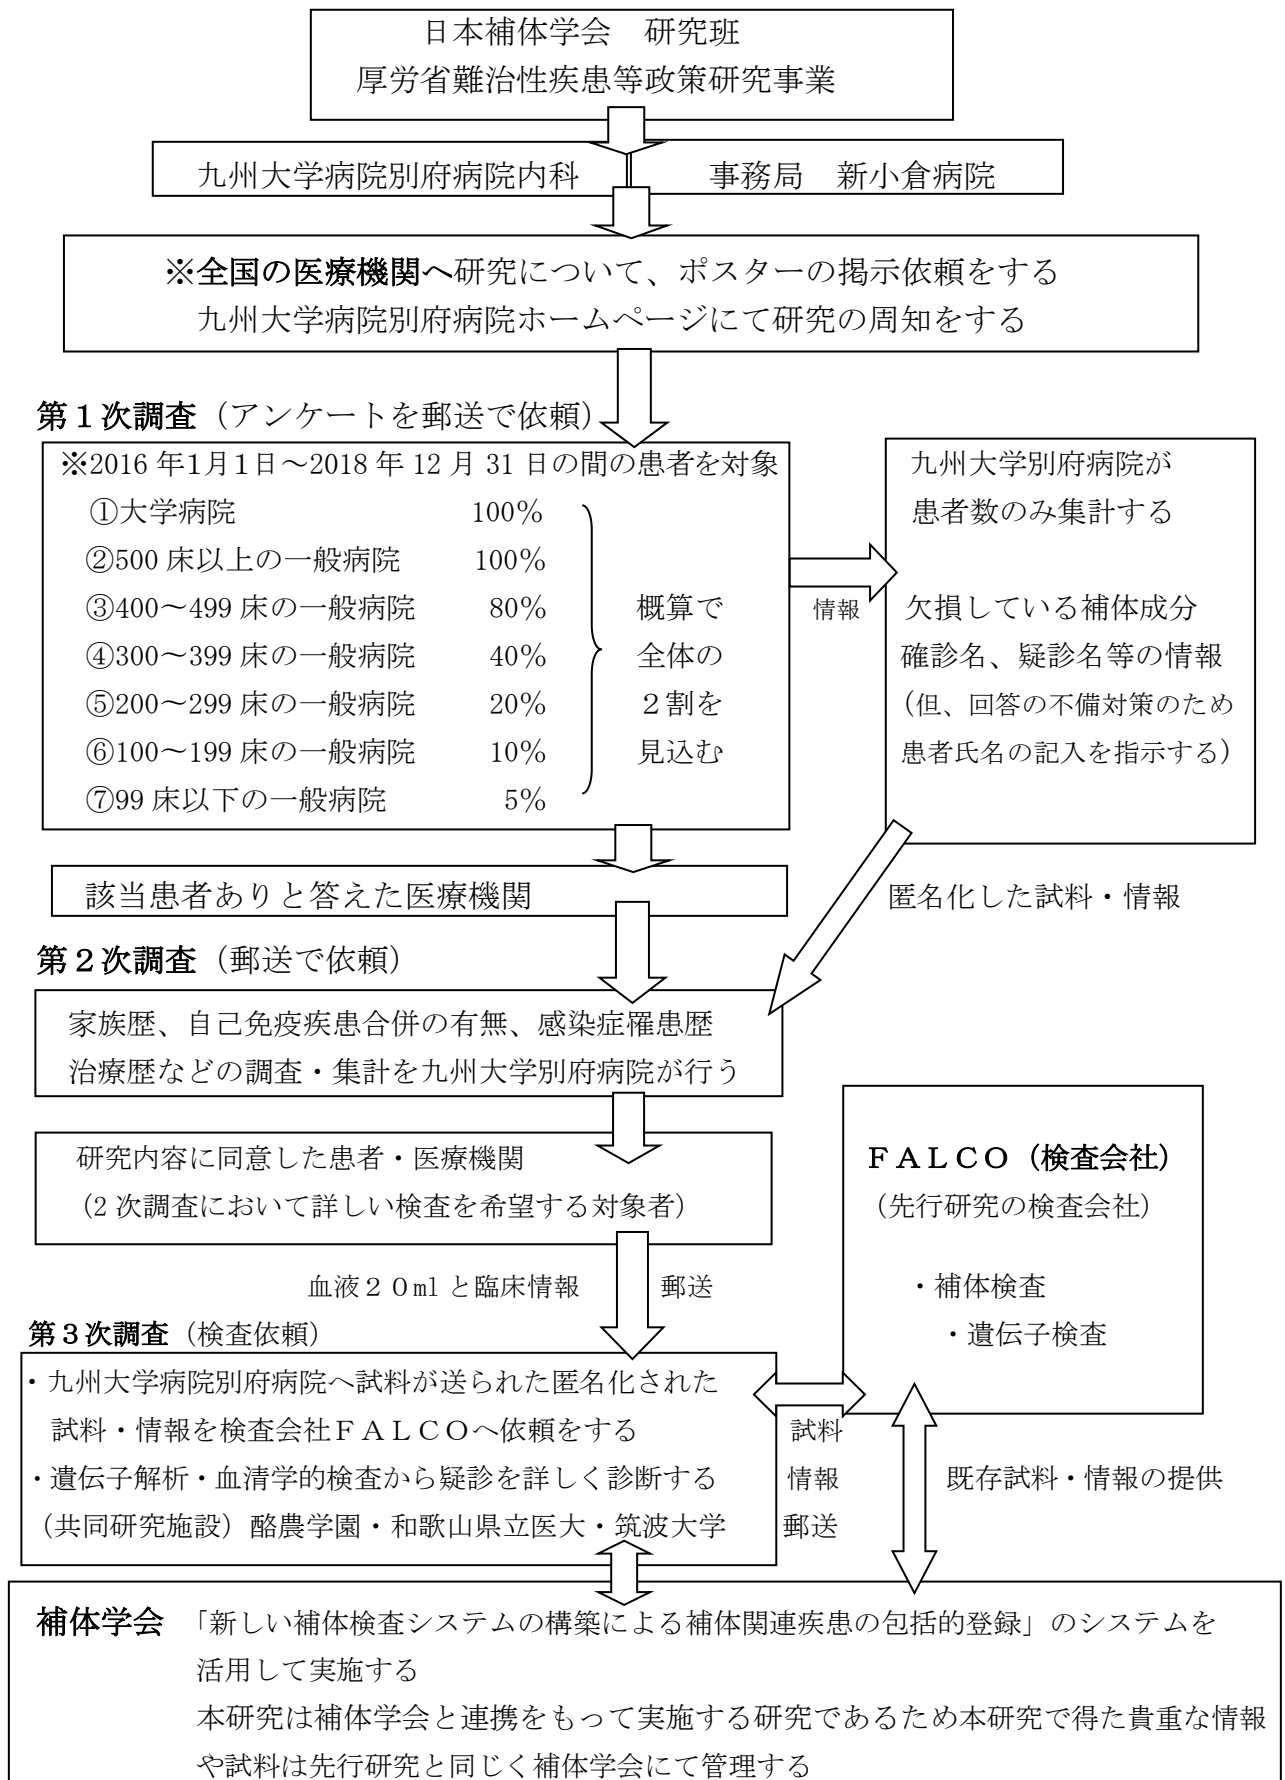 日本補体学会　研究班
厚労省難治性疾患等政策研究事業
九州大学病院別府病院内科
事務局　新小倉病院
※全国の医療機関へ研究について、ポスターの掲示依頼をする
九州大学病院別府病院ホームページにて研究の周知をする
第１次調査（アンケートを郵送で依頼）
※2016 年1月1日～2018 年 12 月 31 日の間の患者を対象
①大学病院 100%
②500 床以上の一般病院 100%
③400～499 床の一般病院 80%
④300～399 床の一般病院 40%
⑤200～299 床の一般病院 20%
⑥100～199 床の一般病院 10%
⑦99 床以下の一般病院 5%
概算で
全体の
２割を
見込む
情報
九州大学別府病院が
患者数のみ集計する
欠損している補体成分
確診名、疑診名等の情報
（但、回答の不備対策のため
患者氏名の記入を指示する）
該当患者ありと答えた医療機関
匿名化した試料・情報
第２次調査（郵送で依頼）
家族歴、自己免疫疾患合併の有無、感染症罹患歴
治療歴などの調査・集計を九州大学別府病院が行う
研究内容に同意した患者・医療機関
（2 次調査において詳しい検査を希望する対象者）
ＦＡＬＣＯ（検査会社）
（先行研究の検査会社）
・補体検査
・遺伝子検査
血液２０ml と臨床情報　郵送
第３次調査（検査依頼）
・九州大学病院別府病院へ試料が送られた匿名化された
試料・情報を検査会社ＦＡＬＣＯへ依頼をする
・遺伝子解析・血清学的検査から疑診を詳しく診断する
（共同研究施設）酪農学園・和歌山県立医大・筑波大学
試料
情報
郵送
既存試料・情報の提供
補体学会　「新しい補体検査システムの構築による補体関連疾患の包括的登録」のシステムを
活用して実施する
本研究は補体学会と連携をもって実施する研究であるため本研究で得た貴重な情報
や試料は先行研究と同じく補体学会にて管理する